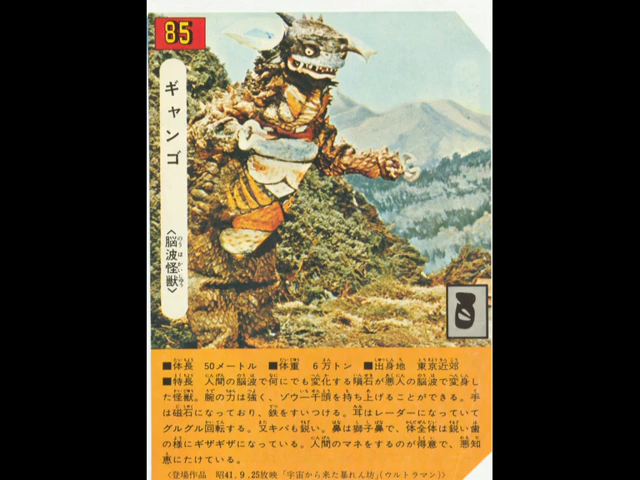 85
ギャンゴ
〈脳波怪獣〉
■体長 50メートル ■体重 6万トン ■出身地 東京近郊
■特長 人間の脳波で何にでも変化する隕石が悪人の脳波で変身し
た怪獣。腕の力は強く、ゾウ一千頭を持ち上げることができる。手
は磁石になっており、鉄をすいつける。耳はレーダーになっていて
グルグル回転する。又キバも鋭い。鼻は獅子鼻で、体全体は鋭い歯
の様にギザギザになっている。人間のマネをするのが得意で、悪知
恵にたけている。
〈登場作品 昭41.9.25放映「宇宙から来た暴れん坊」(ウルトラマン)〉